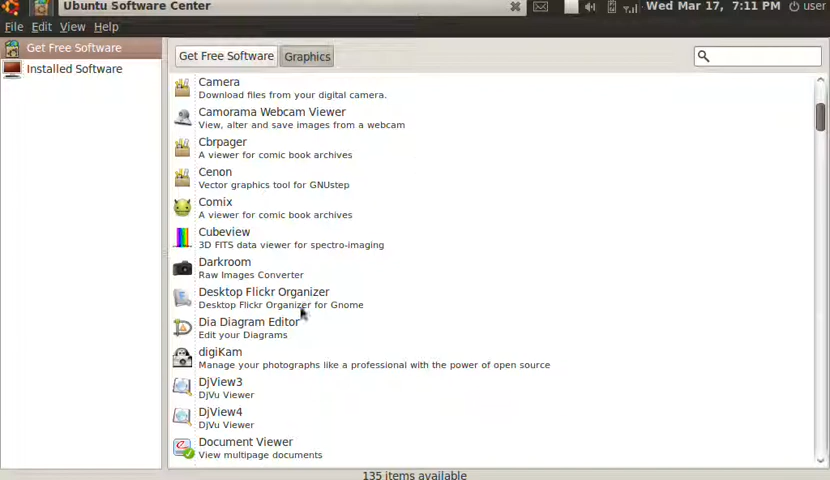 Ubuntu Software Center
Wed Mar 17, 7:11 PM user
File Edit View Help
Get Free Software
Installed Software
Get Free Software Graphics
Camera
Download files from your digital camera.
Camorama Webcam Viewer
View, alter and save images from a webcam
Cbrpager
A viewer for comic book archives
Cenon
Vector graphics tool for GNUstep
Comix
A viewer for comic book archives
Cubeview
3D FITS data viewer for spectro-imaging
Darkroom
Raw Images Converter
Desktop Flickr Organizer
Desktop Flickr Organizer for Gnome
Dia Diagram Editor
Edit your Diagrams
digiKam
Manage your photographs like a professional with the power of open source
DjView3
DjVu Viewer
DjView4
DjVu Viewer
Document Viewer
View multipage documents
135 items available